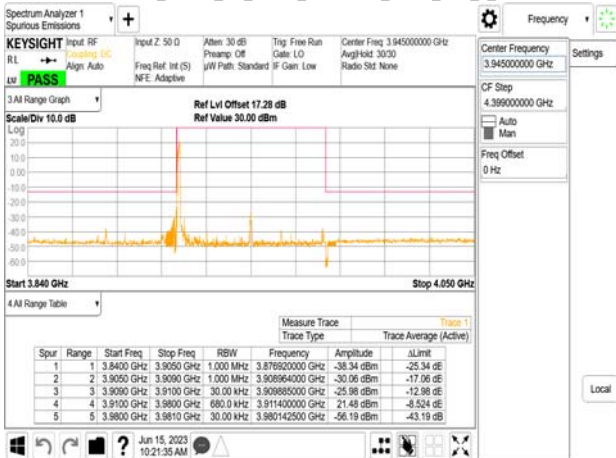 Spectrum Analyzer 1
Spurious Emissions
+
Frequency
KEYSIGHT Input: RF Input Z: 50 Ω Atten: 30 dB Trig: Free Run Center Freq: 3.945000000 GHz
RL Coupling: DC Preamp: Off Gate: LO Avg|Hold: 30/30
Align: Auto Freq Ref: Int (S) µW Path: Standard IF Gain: Low Radio Std: None
NFE: Adaptive
LV PASS
Center Frequency
3.945000000 GHz
Settings
CF Step
4.399000000 GHz
Auto
Man
Freq Offset
0 Hz
Local
3 All Range Graph
Ref Lvl Offset 17.28 dB
Scale/Div 10.0 dB Ref Value 30.00 dBm
Log
20.0
10.0
0.00
-10.0
-20.0
-30.0
-40.0
-50.0
-60.0
Start 3.840 GHz Stop 4.050 GHz
4 All Range Table
Measure Trace Trace 1
Trace Type Trace Average (Active)
Spur Range Start Freq Stop Freq RBW Frequency Amplitude ΔLimit
1 1 3.8400 GHz 3.9050 GHz 1.000 MHz 3.876920000 GHz -38.34 dBm -25.34 dB
2 2 3.9050 GHz 3.9090 GHz 1.000 MHz 3.908964000 GHz -30.06 dBm -17.06 dB
3 3 3.9090 GHz 3.9100 GHz 30.00 kHz 3.909885000 GHz -25.98 dBm -12.98 dB
4 4 3.9100 GHz 3.9800 GHz 680.0 kHz 3.911400000 GHz 21.48 dBm -8.524 dB
5 5 3.9800 GHz 3.9810 GHz 30.00 kHz 3.980142500 GHz -56.19 dBm -43.19 dB
? Jun 15, 2023
10:21:35 AM